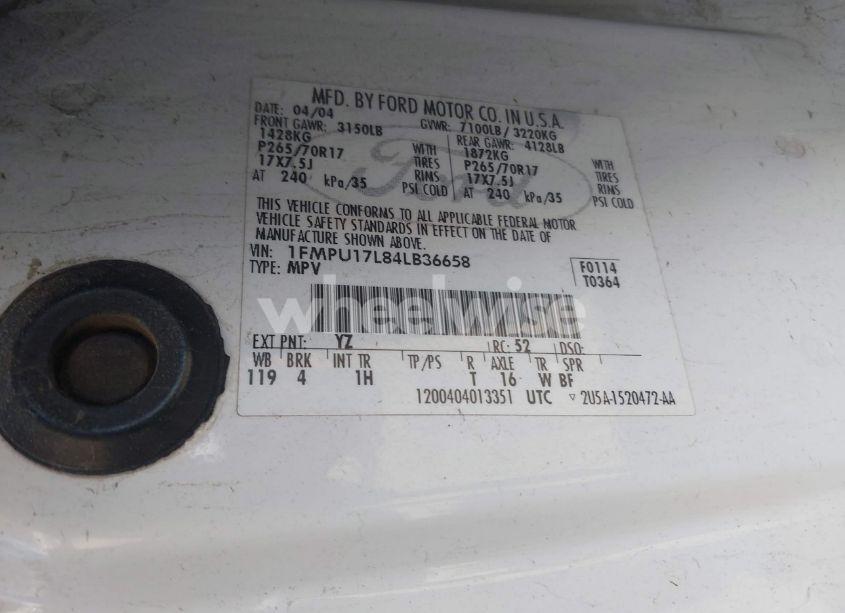 MFD. BY FORD MOTOR CO. IN U.S.A.
DATE: 04/04 GVWR: 7100LB/ 3220KG
FRONT GAWR: 3150LB REAR GAWR: 4128LB
1428KG 1872KG
P265/70R17 WITH P265/70R17 WITH
17X7.5J TIRES 17X7.5J TIRES
RIMS RIMS
AT 240 kPa/35 PSI COLD AT 240 kPa/35 PSI COLD
Ford
THIS VEHICLE CONFORMS TO ALL APPLICABLE FEDERAL MOTOR
VEHICLE SAFETY STANDARDS IN EFFECT ON THE DATE OF
MANUFACTURE SHOWN ABOVE.
VIN: 1FMPU17L84LB36658 F0114
TYPE: MPV T0364
wheelwise
EXT PNT: YZ RC: 52 DSO:
WB BRK INT TR TP/PS R AXLE TR SPR
119 4 1H T 16 W BF
1200404013351 UTC ▽ 2U5A-1520472-AA